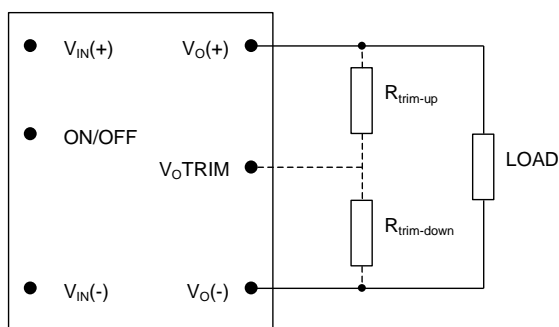 V_IN(+) V_O(+)
R_trim-up
ON/OFF
LOAD
V_OTRIM
R_trim-down
V_IN(-) V_O(-)